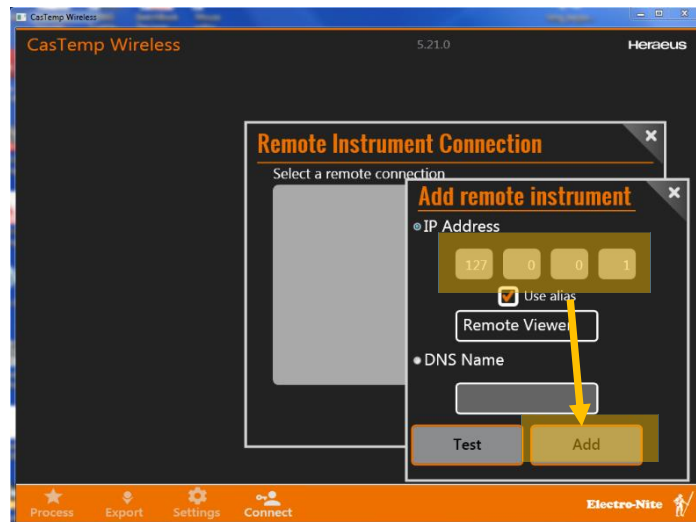 CasTemp Wireless
CasTemp Wireless 5.21.0 Heraeus
Remote Instrument Connection
Select a remote connection
Add remote instrument
IP Address
127 0 0 1
Use alias
Remote Viewer
DNS Name
Test Add
Process Export Settings Connect Electro-Nite